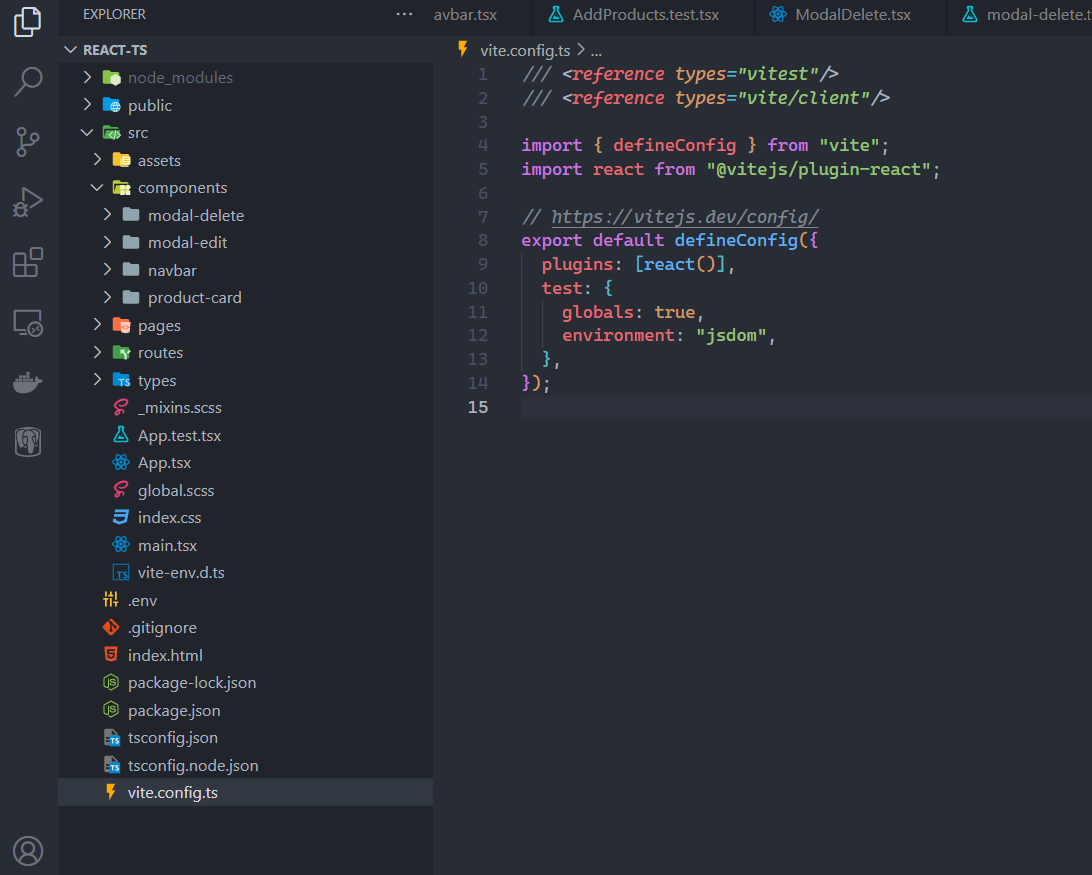 EXPLORER
...
REACT-TS
node_modules
public
src
assets
components
modal-delete
modal-edit
navbar
product-card
pages
routes
types
_mixins.scss
App.test.tsx
App.tsx
global.scss
index.css
main.tsx
vite-env.d.ts
.env
.gitignore
index.html
package-lock.json
package.json
tsconfig.json
tsconfig.node.json
vite.config.ts
avbar.tsx AddProducts.test.tsx ModalDelete.tsx modal-delete.t
vite.config.ts > ...
1 /// <reference types="vitest"/>
2 /// <reference types="vite/client"/>
3
4 import { defineConfig } from "vite";
5 import react from "@vitejs/plugin-react";
6
7 // https://vitejs.dev/config/
8 export default defineConfig({
9 plugins: [react()],
10 test: {
11 globals: true,
12 environment: "jsdom",
13 },
14 });
15